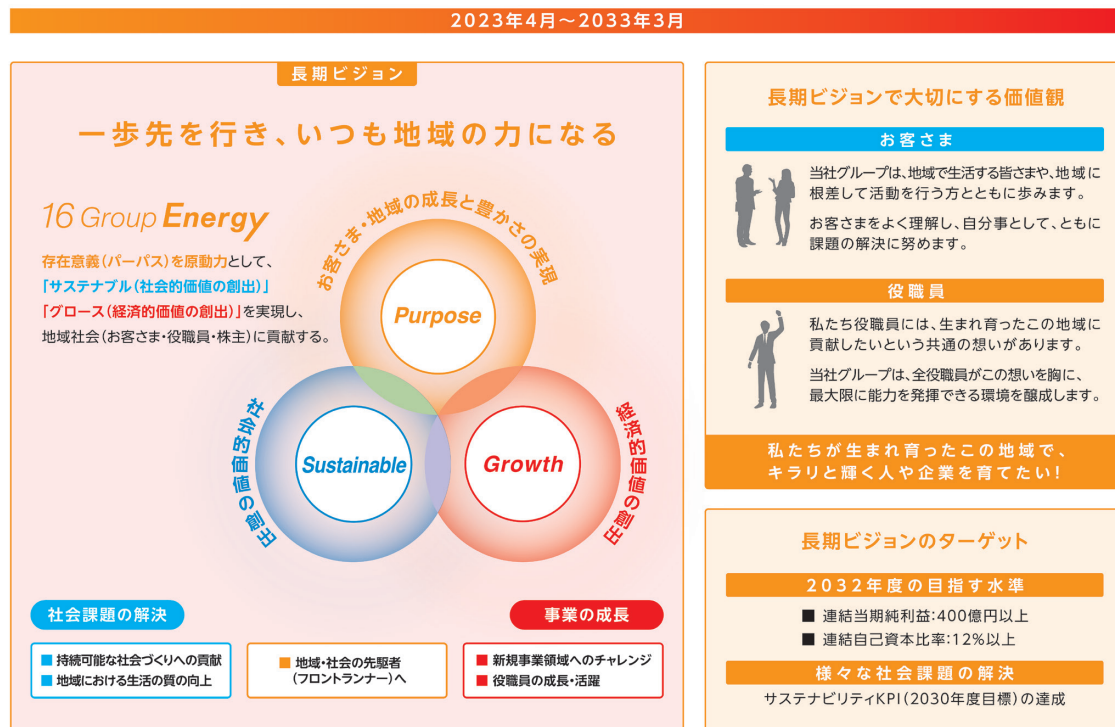 2023年4月～2033年3月
長期ビジョン
一歩先を行き、いつも地域の力になる
16 Group Energy
存在意義（パーパス）を原動力として、
「サステナブル（社会的価値の創出）」
「グロース（経済的価値の創出）」を実現し、
地域社会（お客さま・役職員・株主）に貢献する。
お客さま・地域の成長と豊かさの実現
Purpose
社会的価値の創出
Sustainable
Growth
経済的価値の創出
社会課題の解決
事業の成長
■ 持続可能な社会づくりへの貢献
■ 地域における生活の質の向上
■ 地域・社会の先駆者
（フロントランナー）へ
■ 新規事業領域へのチャレンジ
■ 役職員の成長・活躍
長期ビジョンで大切にする価値観
お客さま
当社グループは、地域で生活する皆さまや、地域に
根差して活動を行う方とともに歩みます。
お客さまをよく理解し、自分事として、ともに
課題の解決に努めます。
役職員
私たち役職員には、生まれ育ったこの地域に
貢献したいという共通の想いがあります。
当社グループは、全役職員がこの想いを胸に、
最大限に能力を発揮できる環境を醸成します。
私たちが生まれ育ったこの地域で、
キラリと輝く人や企業を育てたい！
長期ビジョンのターゲット
2032年度の目指す水準
■ 連結当期純利益：400億円以上
■ 連結自己資本比率：12%以上
様々な社会課題の解決
サステナビリティKPI（2030年度目標）の達成